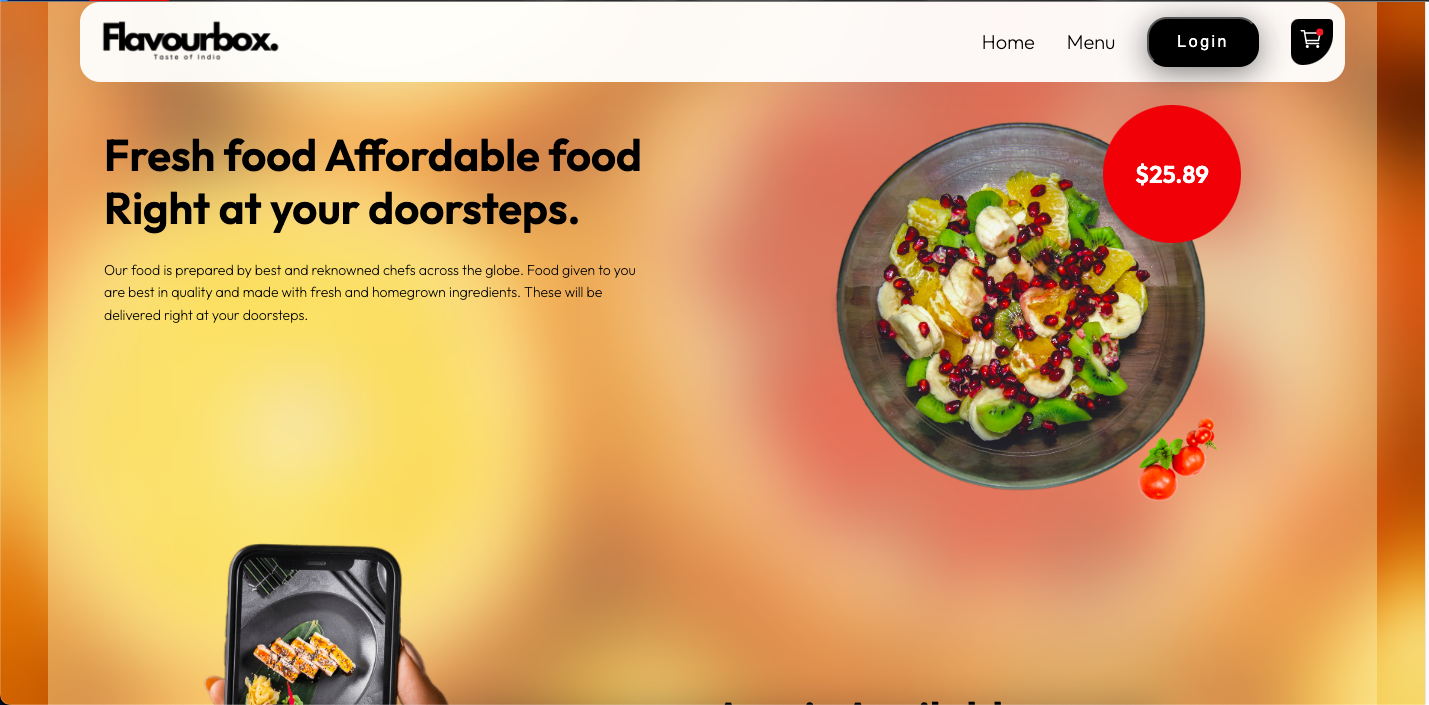 Flavourbox.
Taste of India
Home
Menu
Login
Fresh food Affordable food
Right at your doorsteps.
$25.89
Our food is prepared by best and reknowned chefs across the globe. Food given to you
are best in quality and made with fresh and homegrown ingredients. These will be
delivered right at your doorsteps.